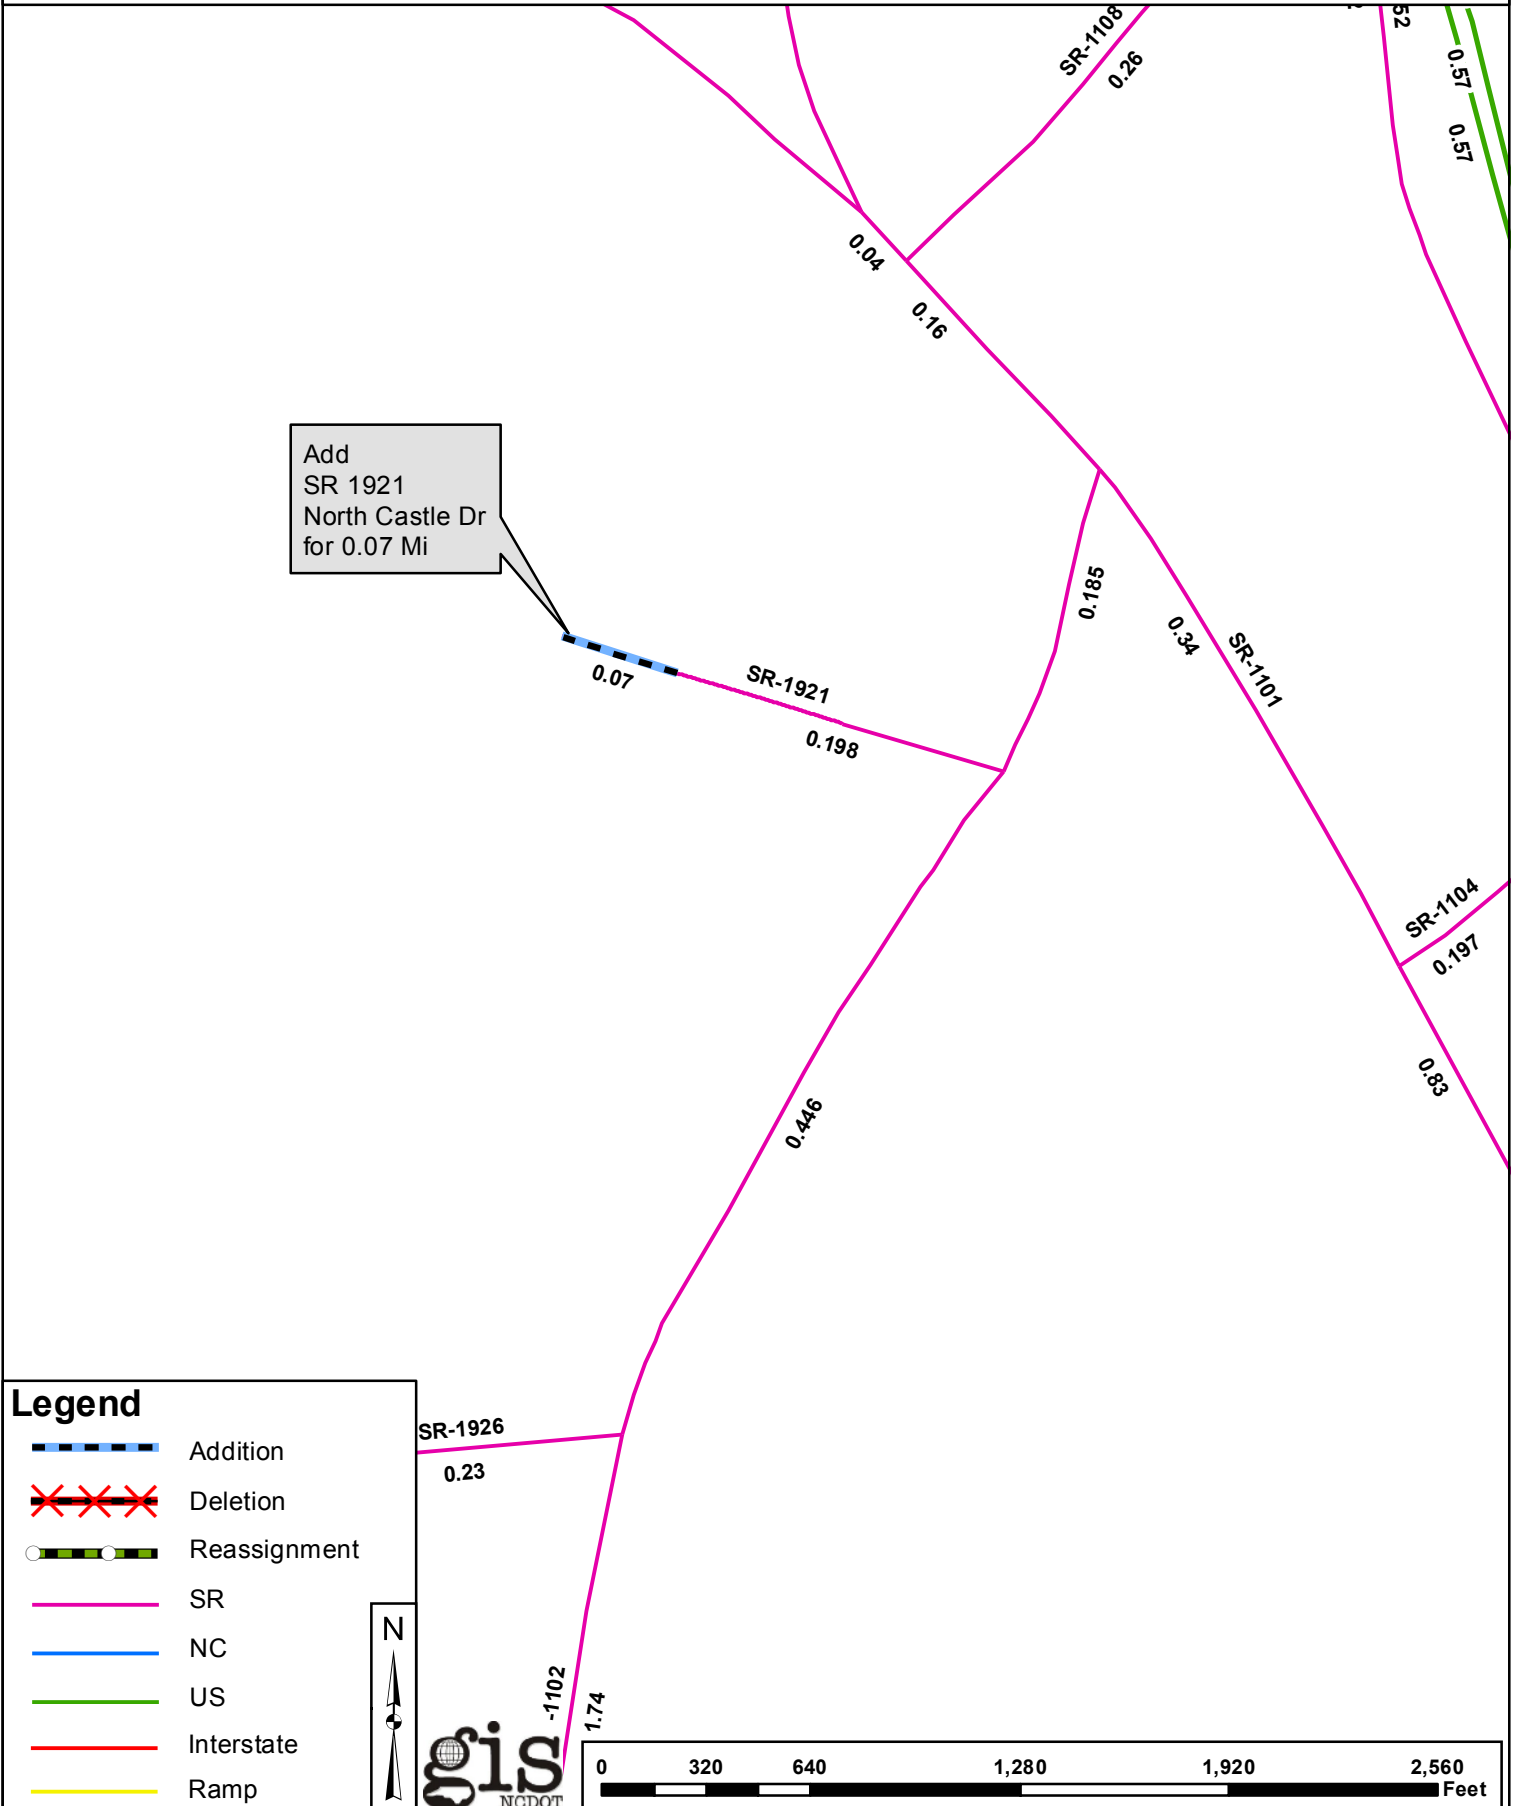 52
0.57
0.57
SR-1108
0.26
0.04
0.16
Add
SR 1921
North Castle Dr
for 0.07 Mi
0.185
0.34
SR-1101
0.07
SR-1921
0.198
SR-1104
0.197
0.83
0.446
SR-1926
0.23
-1102
1.74
Legend
Addition
Deletion
Reassignment
SR
NC
US
Interstate
Ramp
N
gis
NCDOT
0 320 640 1,280 1,920 2,560
Feet